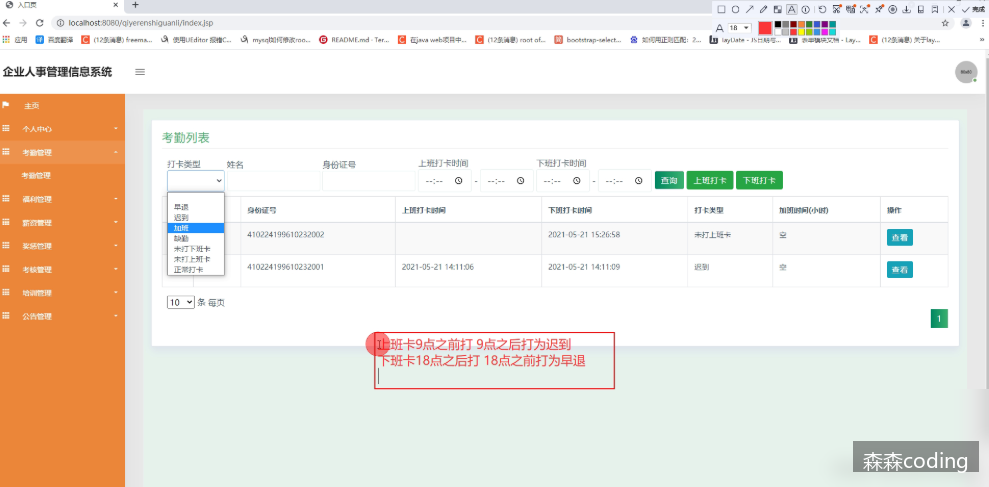 入口页
localhost:8080/qiyerenshiguanli/index.jsp
完成
应用
百度翻译
(12条消息) freema...
使用UEditor 报错C...
mysql如何修改roo...
README.md - Ter...
在java web项目中...
(12条消息) root of...
bootstrap-select...
如何用正则匹配：2...
layDate - JS日期与...
表单模块文档 - Lay...
(12条消息) 关于lay...
A 18
企业人事管理信息系统
主页
个人中心
考勤管理
考勤管理
福利管理
薪资管理
奖惩管理
考核管理
培训管理
公告管理
考勤列表
打卡类型 姓名 身份证号 上班打卡时间 下班打卡时间
--:-- - --:-- --:-- - --:-- 查询 上班打卡 下班打卡
早退
迟到
加班
缺勤
未打下班卡
未打上班卡
正常打卡
身份证号 上班打卡时间 下班打卡时间 打卡类型 加班时间(小时) 操作
410224199610232002 2021-05-21 15:26:58 未打上班卡 空 查看
410224199610232001 2021-05-21 14:11:06 2021-05-21 14:11:09 迟到 空 查看
10 条 每页
1
上班卡9点之前打 9点之后打为迟到
下班卡18点之后打 18点之前打为早退
森森coding